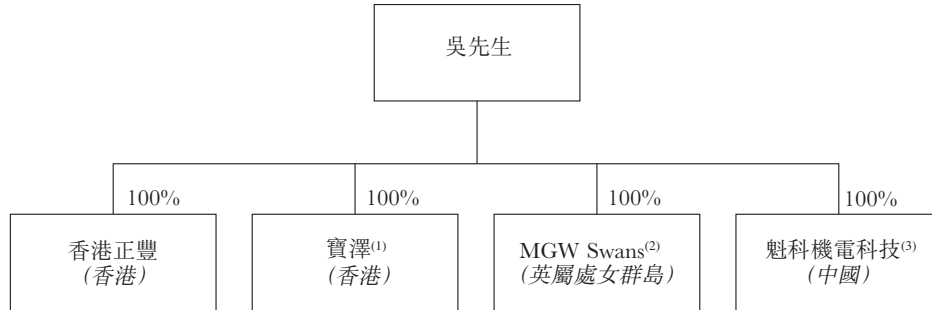 吳先生
100%
100%
100%
100%
香港正豐
(香港)
寶澤(1)
(香港)
MGW Swans(2)
(英屬處女群島)
魁科機電科技(3)
(中國)